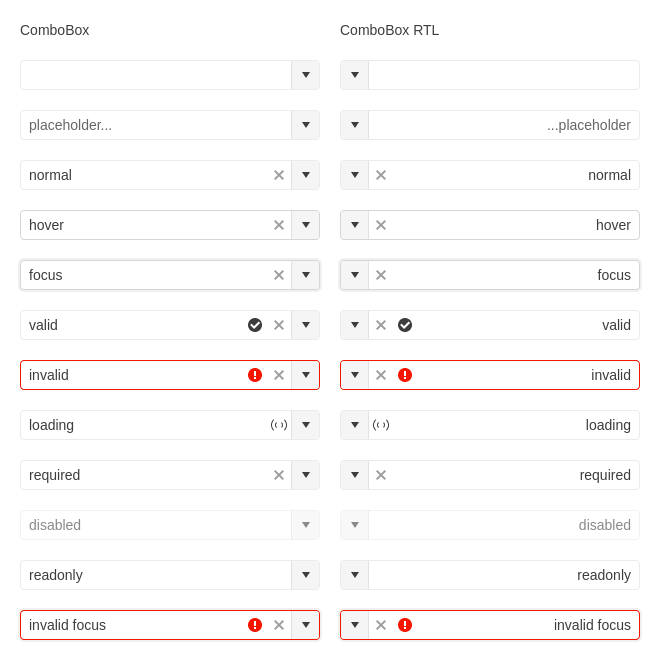 ComboBox
ComboBox RTL
placeholder...
...placeholder
normal
normal
hover
hover
focus
focus
valid
valid
invalid
invalid
loading
loading
required
required
disabled
disabled
readonly
readonly
invalid focus
invalid focus